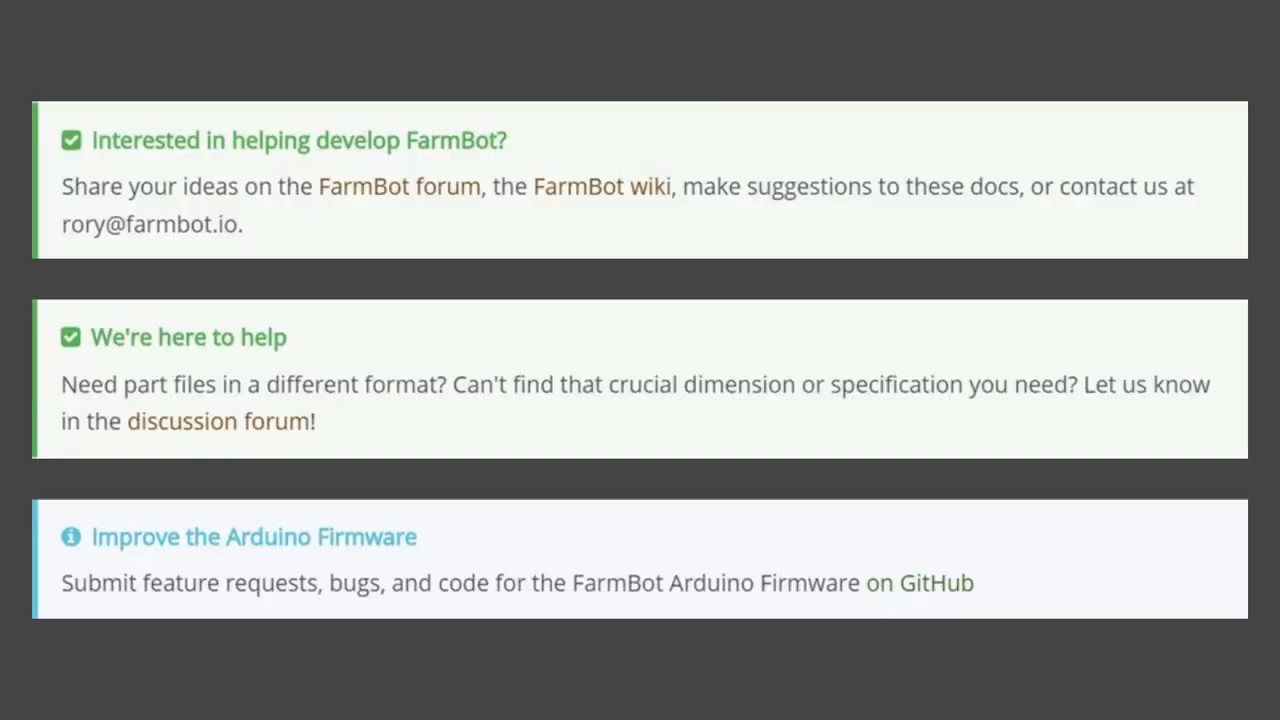 Interested in helping develop FarmBot?
Share your ideas on the FarmBot forum, the FarmBot wiki, make suggestions to these docs, or contact us at
rory@farmbot.io.
We're here to help
Need part files in a different format? Can't find that crucial dimension or specification you need? Let us know
in the discussion forum!
Improve the Arduino Firmware
Submit feature requests, bugs, and code for the FarmBot Arduino Firmware on GitHub